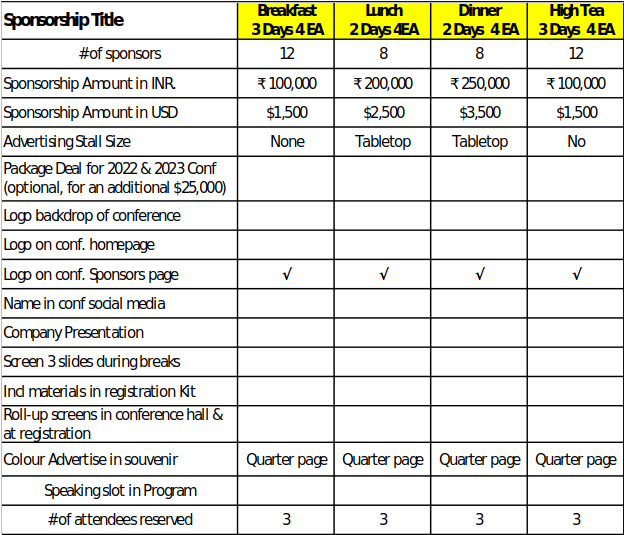 Sponsorship Title Breakfast Lunch Dinner High Tea
3 Days 4 EA 2 Days 4EA 2 Days 4 EA 3 Days 4 EA
# of sponsors 12 8 8 12
Sponsorship Amount in INR. ₹ 100,000 ₹ 200,000 ₹ 250,000 ₹ 100,000
Sponsorship Amount in USD $1,500 $2,500 $3,500 $1,500
Advertising Stall Size None Tabletop Tabletop No
Package Deal for 2022 & 2023 Conf
(optional, for an additional $25,000)
Logo backdrop of conference
Logo on conf. homepage
Logo on conf. Sponsors page √ √ √ √
Name in conf social media
Company Presentation
Screen 3 slides during breaks
Incl materials in registration Kit
Roll-up screens in conference hall &
at registration
Colour Advertise in souvenir Quarter page Quarter page Quarter page Quarter page
Speaking slot in Program
# of attendees reserved 3 3 3 3